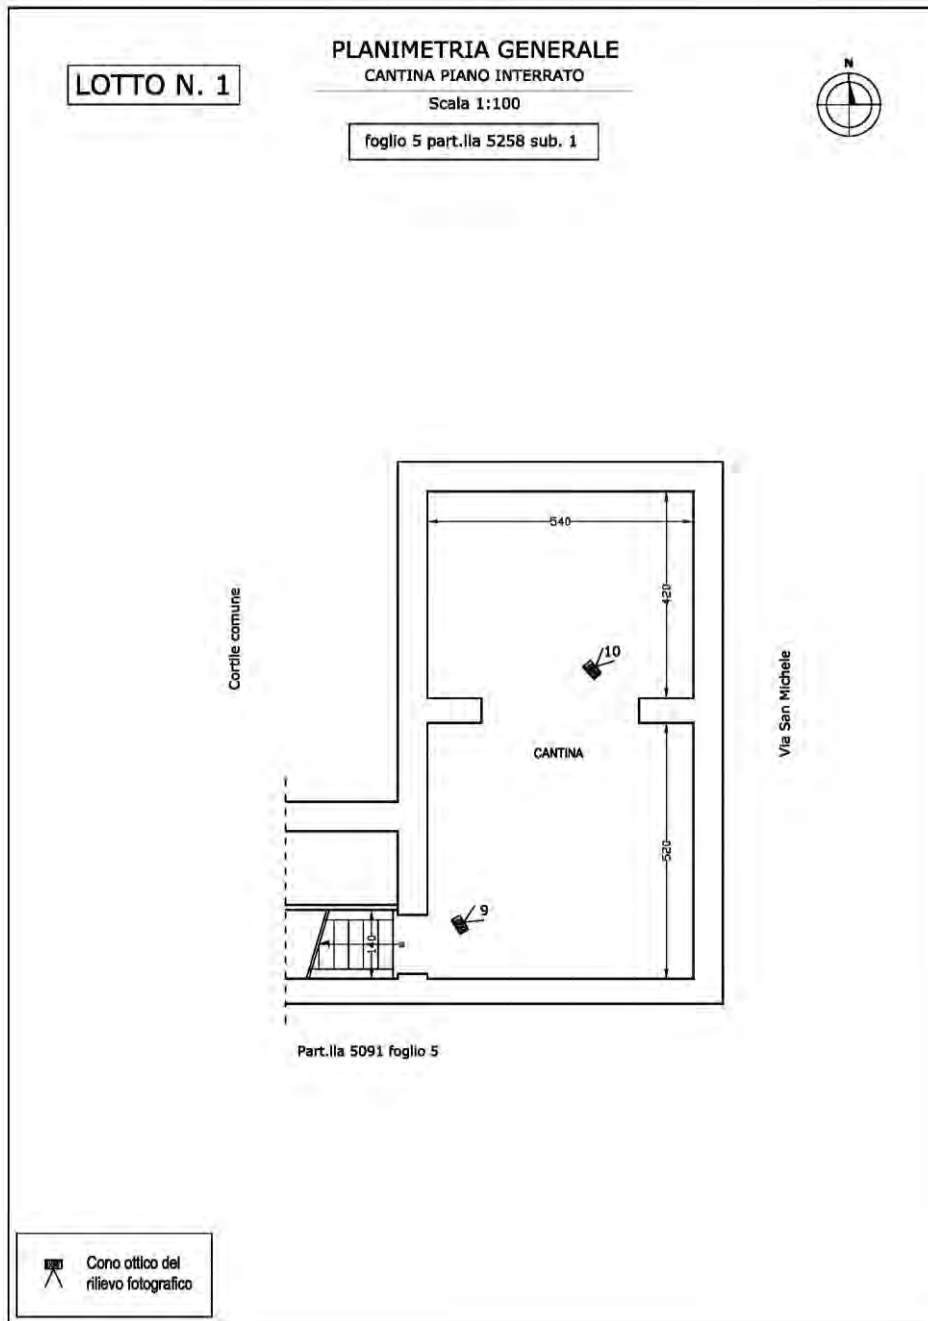 PLANIMETRIA GENERALE
LOTTO N. 1
CANTINA PIANO INTERRATO
Scala 1:100
foglio 5 part.lla 5258 sub. 1
N
540
420
Cortile comune
10
Via San Michele
CANTINA
520
9
140
Part.lla 5091 foglio 5
Cono ottico del
rilievo fotografico